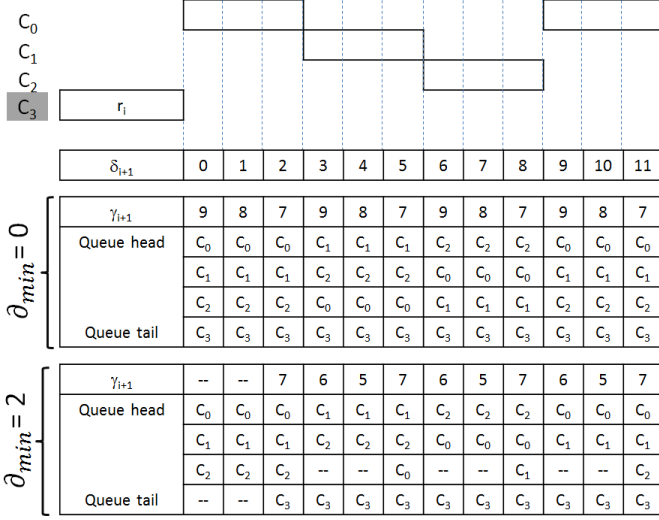 C0
C1
C2
C3 ri
δi+1 0 1 2 3 4 5 6 7 8 9 10 11
∂min = 0
γi+1 9 8 7 9 8 7 9 8 7 9 8 7
Queue head C0 C0 C0 C1 C1 C1 C2 C2 C2 C0 C0 C0
C1 C1 C1 C2 C2 C2 C0 C0 C0 C1 C1 C1
C2 C2 C2 C0 C0 C0 C1 C1 C1 C2 C2 C2
Queue tail C3 C3 C3 C3 C3 C3 C3 C3 C3 C3 C3 C3
∂min = 2
γi+1 -- -- 7 6 5 7 6 5 7 6 5 7
Queue head C0 C0 C0 C1 C1 C1 C2 C2 C2 C0 C0 C0
C1 C1 C1 C2 C2 C2 C0 C0 C0 C1 C1 C1
C2 C2 C2 -- -- C0 -- -- C1 -- -- C2
Queue tail -- -- C3 C3 C3 C3 C3 C3 C3 C3 C3 C3